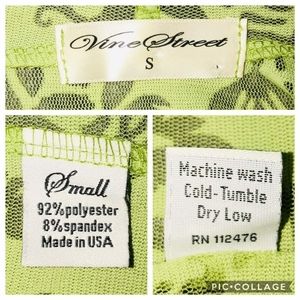 Vine Street
S
Small
92% polyester
8% spandex
Made in USA
Machine wash
Cold-Tumble
Dry Low
RN 112476
PIC•COLLAGE